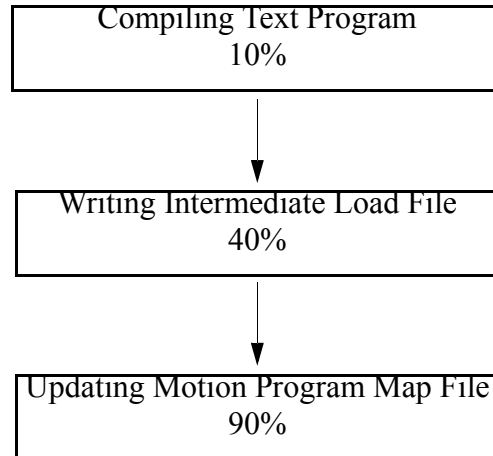 Compiling Text Program
10%
Writing Intermediate Load File
40%
Updating Motion Program Map File
90%